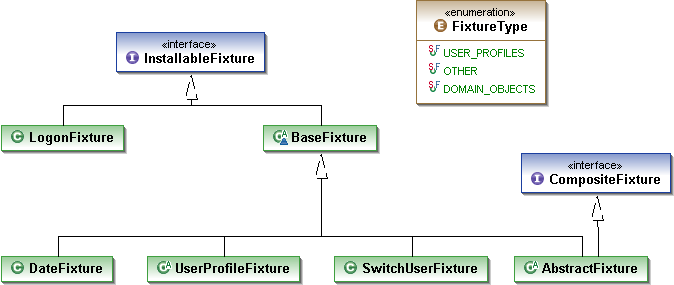 «enumeration»
E FixtureType
S F USER_PROFILES
S F OTHER
S F DOMAIN_OBJECTS
«interface»
I InstallableFixture
C LogonFixture
C A BaseFixture
«interface»
I CompositeFixture
C DateFixture
C A UserProfileFixture
C SwitchUserFixture
C A AbstractFixture